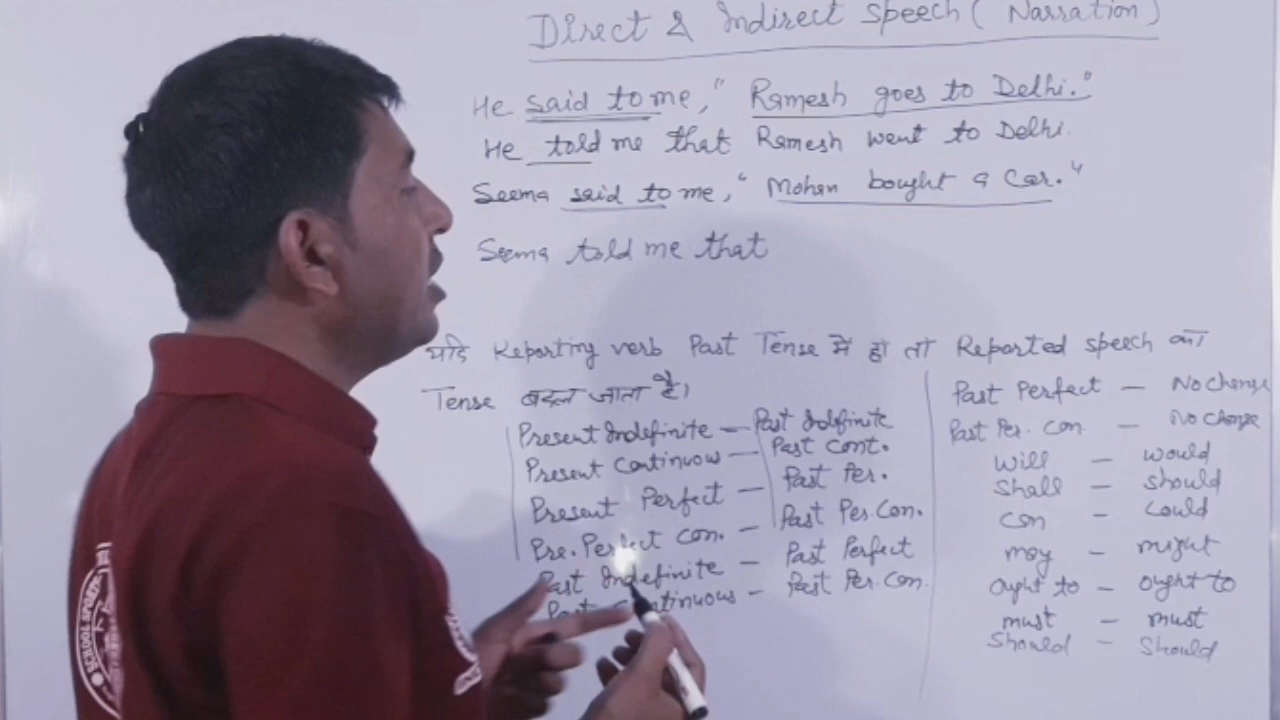 Direct & Indirect speech ( Narration )
He said to me, " Ramesh goes to Delhi."
He told me that Ramesh went to Delhi.
Seema said to me, " Mohan bought a Car."
Seema told me that
यदि Reporting verb Past Tense में हो तो Reported speech का
Tense बदल जाता है।
Present Indefinite — Past Indefinite
Present Continuous — Past Cont.
Present Perfect — Past Per.
Pre. Perfect Con. — Past Per. Con.
Past Indefinite — Past Perfect
Past Continuous — Past Per. Con.
Past Perfect — No change
Past Per. Con — No change
will — would
Shall — should
can — could
may — might
ought to — ought to
must — must
Should — Should
SCHOOL